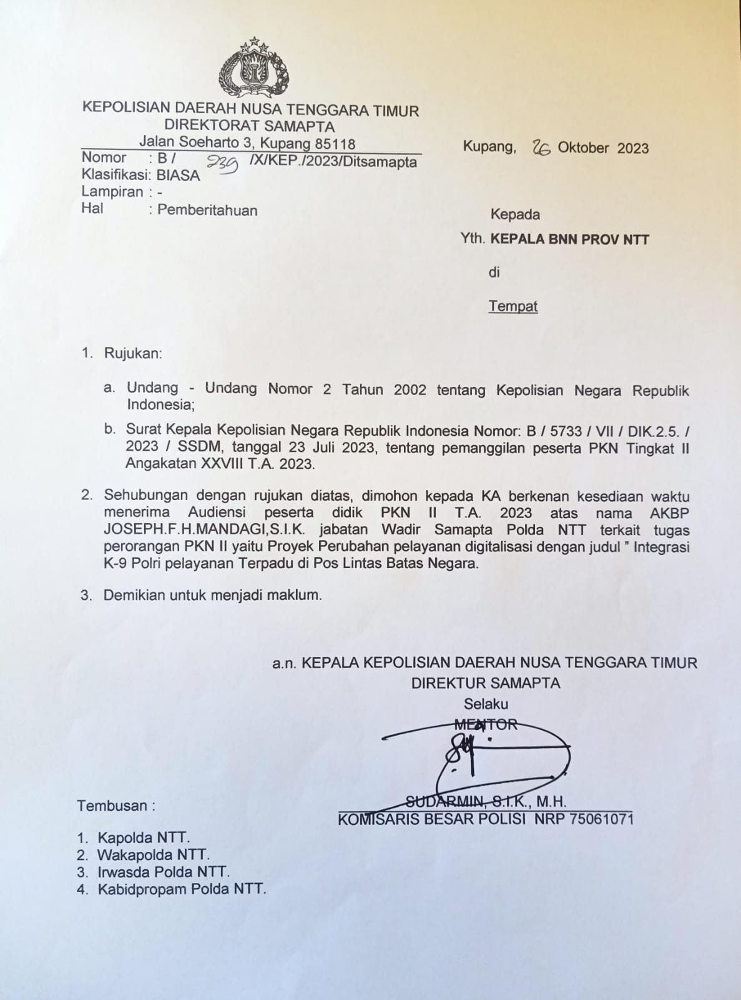 KEPOLISIAN DAERAH NUSA TENGGARA TIMUR
DIREKTORAT SAMAPTA
Jalan Soeharto 3, Kupang 85118
Kupang, 26 Oktober 2023
Nomor : B / 239 /X/KEP./2023/Ditsamapta
Klasifikasi: BIASA
Lampiran : -
Hal : Pemberitahuan
Kepada
Yth. KEPALA BNN PROV NTT
di
Tempat
1. Rujukan:
a. Undang - Undang Nomor 2 Tahun 2002 tentang Kepolisian Negara Republik
Indonesia;
b. Surat Kepala Kepolisian Negara Republik Indonesia Nomor: B / 5733 / VII / DIK.2.5. /
2023 / SSDM, tanggal 23 Juli 2023, tentang pemanggilan peserta PKN Tingkat II
Angakatan XXVIII T.A. 2023.
2. Sehubungan dengan rujukan diatas, dimohon kepada KA berkenan kesediaan waktu
menerima Audiensi peserta didik PKN II T.A. 2023 atas nama AKBP
JOSEPH.F.H.MANDAGI,S.I.K. jabatan Wadir Samapta Polda NTT terkait tugas
perorangan PKN II yaitu Proyek Perubahan pelayanan digitalisasi dengan judul ” Integrasi
K-9 Polri pelayanan Terpadu di Pos Lintas Batas Negara.
3. Demikian untuk menjadi maklum.
a.n. KEPALA KEPOLISIAN DAERAH NUSA TENGGARA TIMUR
DIREKTUR SAMAPTA
Selaku
MENTOR
SUDARMIN, S.I.K., M.H.
KOMISARIS BESAR POLISI NRP 75061071
Tembusan :
1. Kapolda NTT.
2. Wakapolda NTT.
3. Irwasda Polda NTT.
4. Kabidpropam Polda NTT.